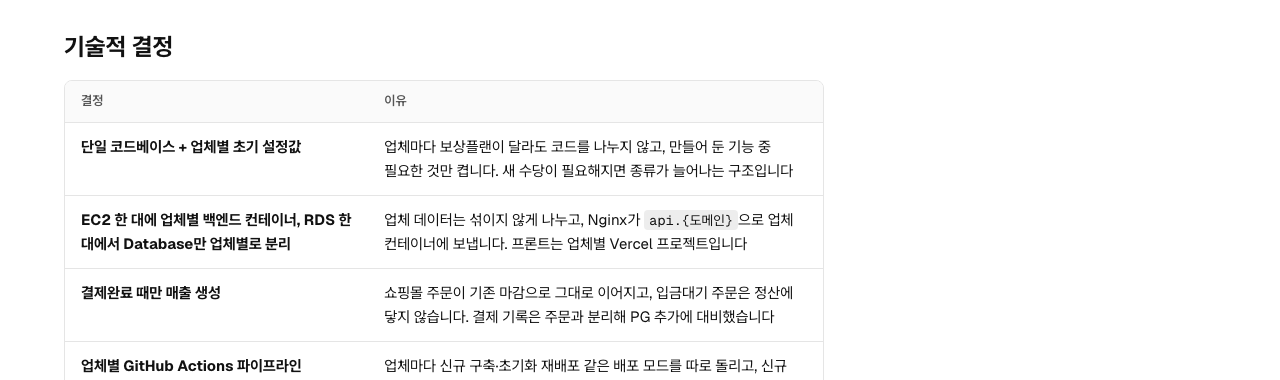 기술적 결정
결정
이유
단일 코드베이스 + 업체별 초기 설정값
업체마다 보상플랜이 달라도 코드를 나누지 않고, 만들어 둔 기능 중
필요한 것만 켭니다. 새 수당이 필요해지면 종류가 늘어나는 구조입니다
EC2 한 대에 업체별 백엔드 컨테이너, RDS 한
대에서 Database만 업체별로 분리
업체 데이터는 섞이지 않게 나누고, Nginx가 api.{도메인}으로 업체
컨테이너에 보냅니다. 프론트는 업체별 Vercel 프로젝트입니다
결제완료 때만 매출 생성
쇼핑몰 주문이 기존 마감으로 그대로 이어지고, 입금대기 주문은 정산에
닿지 않습니다. 결제 기록은 주문과 분리해 PG 추가에 대비했습니다
업체별 GitHub Actions 파이프라인
업체마다 신규 구축·초기화 재배포 같은 배포 모드를 따로 돌리고, 신규